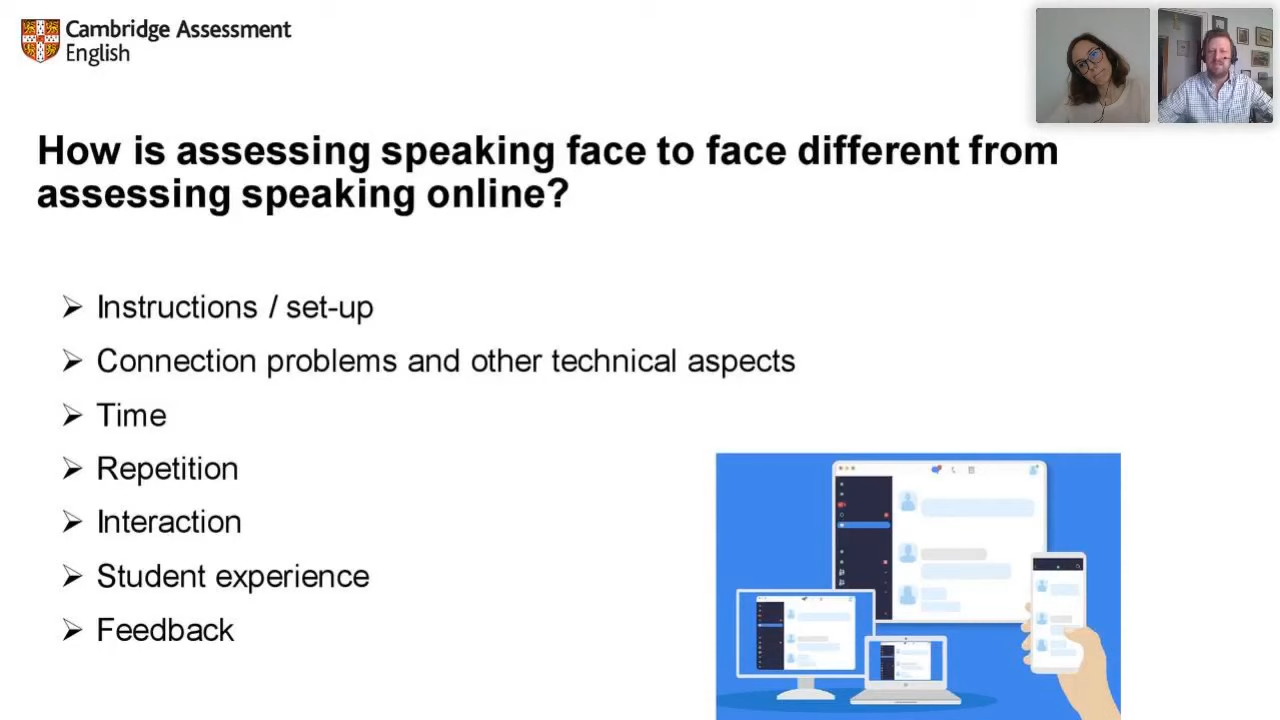 Cambridge Assessment
English
How is assessing speaking face to face different from
assessing speaking online?
Instructions / set-up
Connection problems and other technical aspects
Time
Repetition
Interaction
Student experience
Feedback